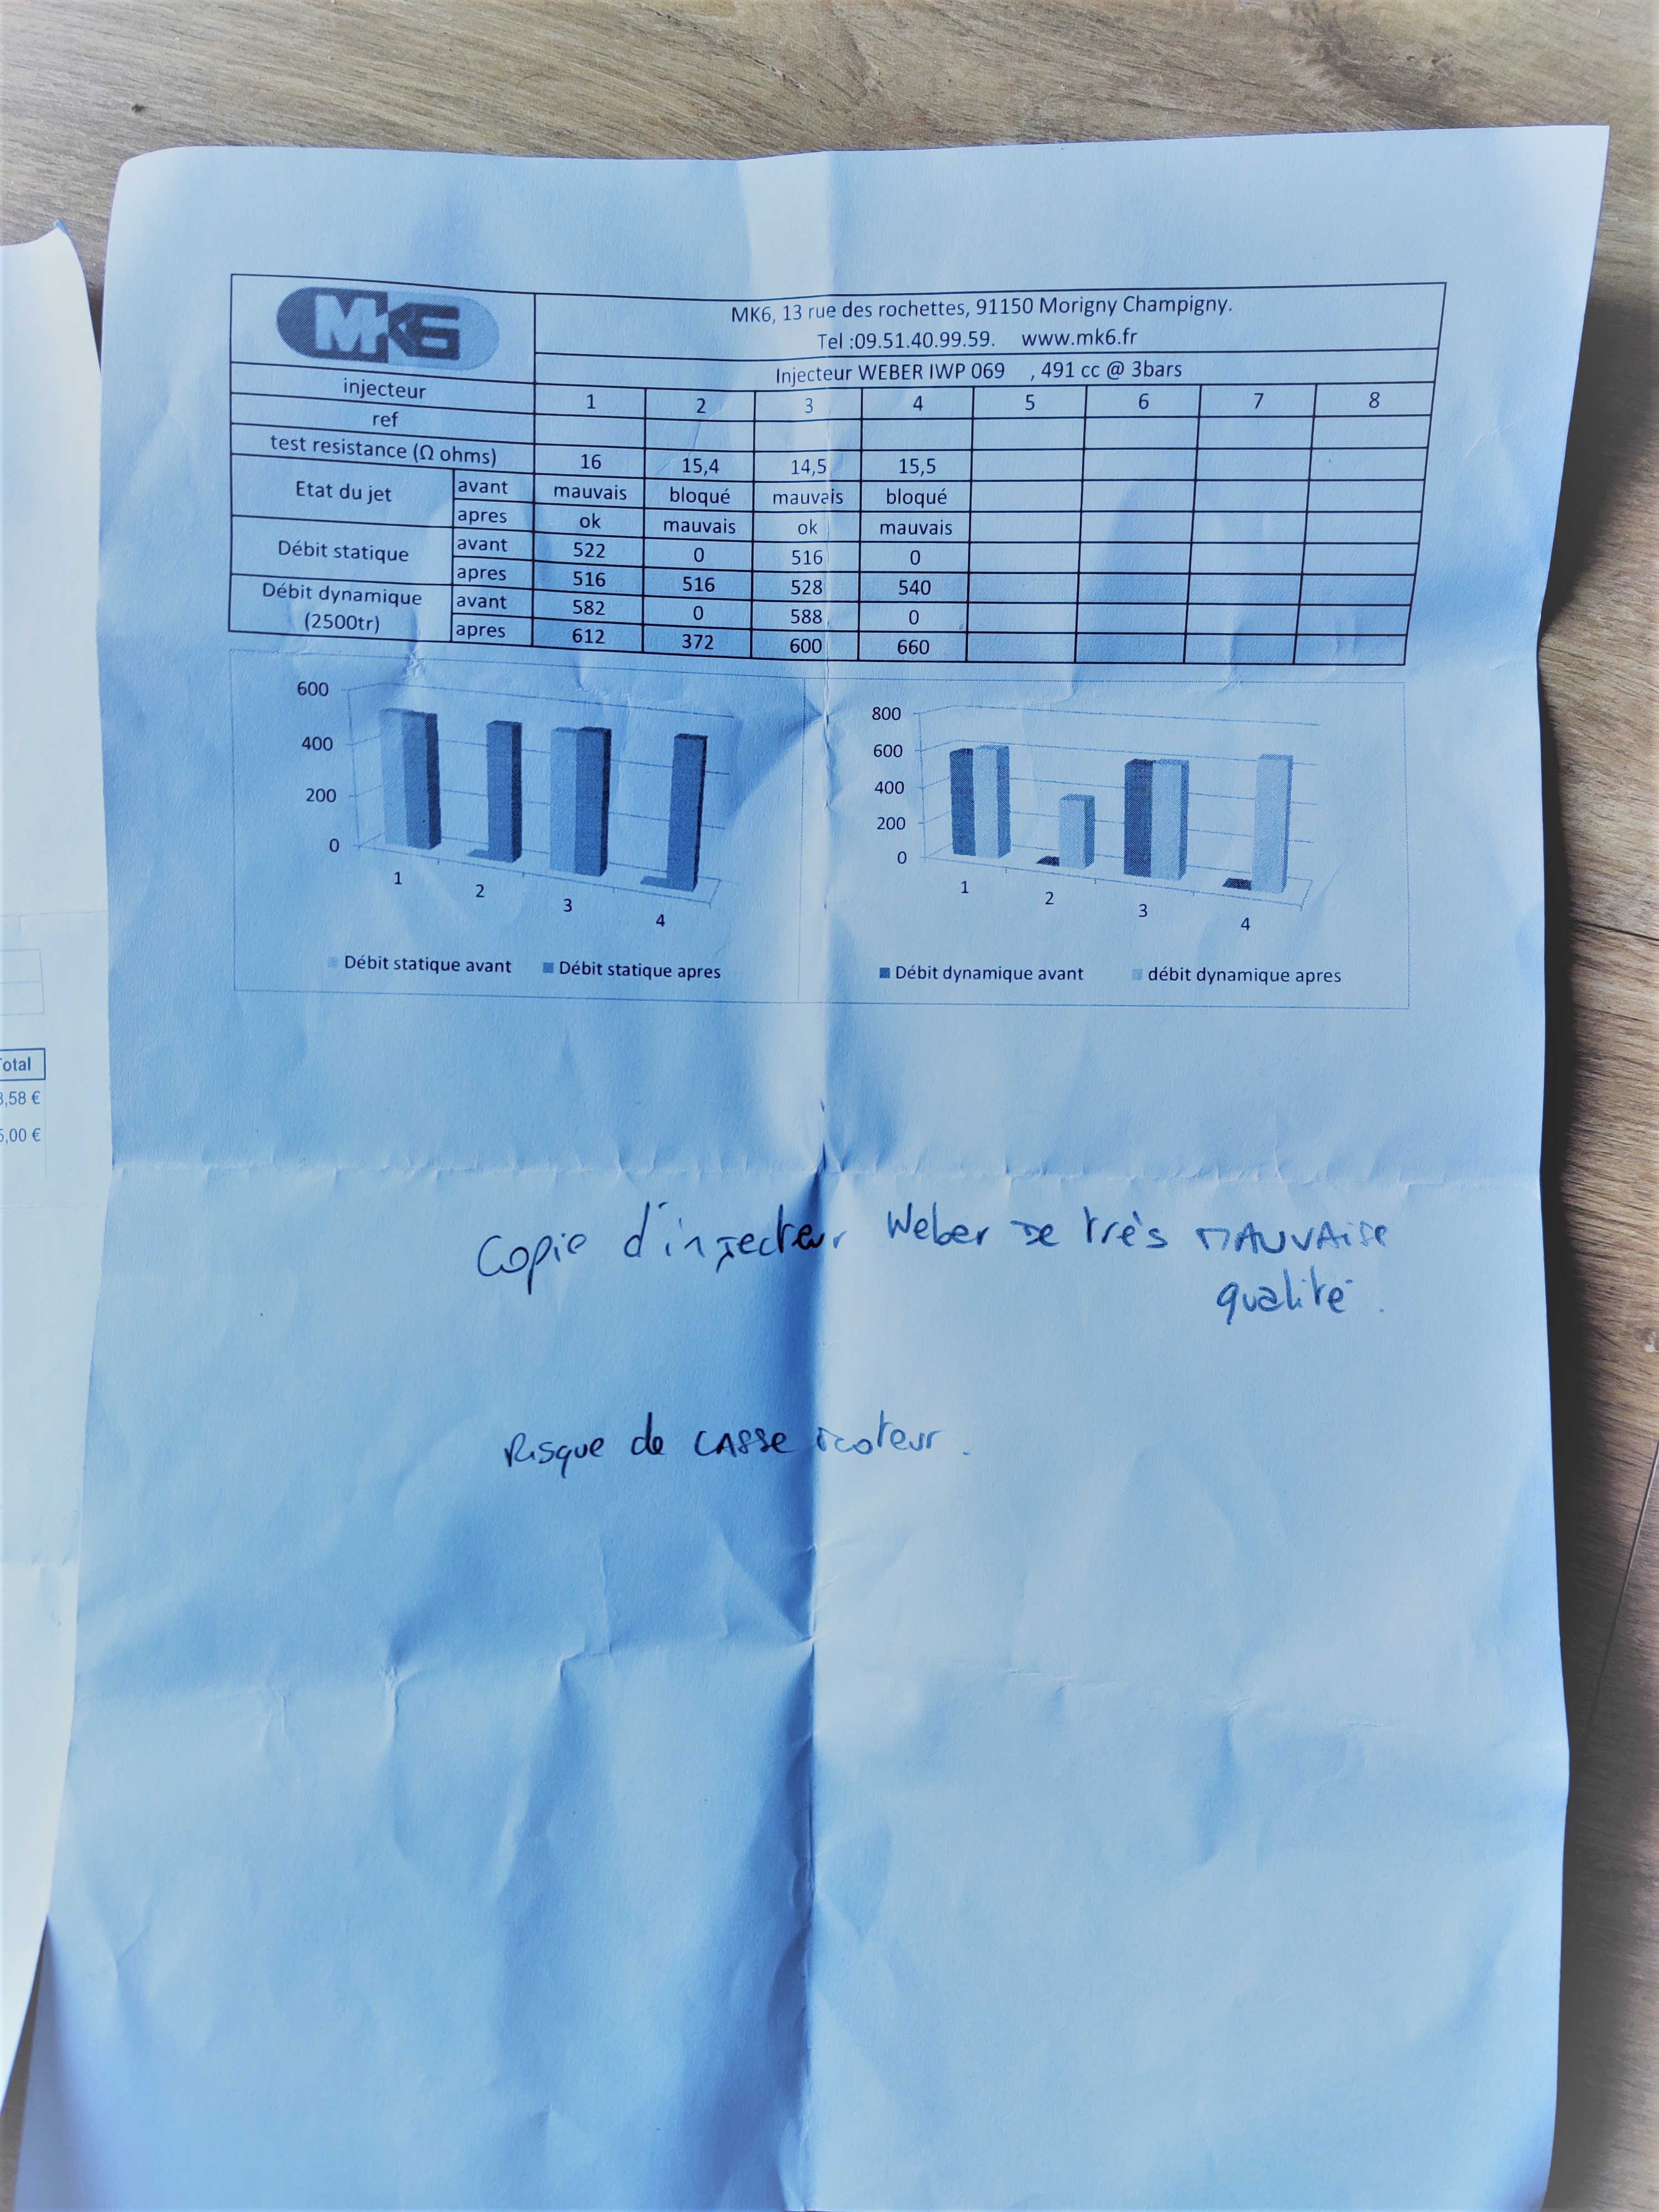 MK6
MK6, 13 rue des rochettes, 91150 Morigny Champigny.
Tel :09.51.40.99.59. www.mk6.fr
Injecteur WEBER IWP 069 , 491 cc @ 3bars
injecteur 1 2 3 4 5 6 7 8
ref
test resistance (Ω ohms) 16 15,4 14,5 15,5
Etat du jet avant mauvais bloqué mauvais bloqué
apres ok mauvais ok mauvais
Débit statique avant 522 0 516 0
apres 516 516 528 540
Débit dynamique (2500tr) avant 582 0 588 0
apres 612 372 600 660
600
400
200
0
1 2 3 4
Débit statique avant Débit statique apres
800
600
400
200
0
1 2 3 4
Débit dynamique avant débit dynamique apres
Total
,58 €
,00 €
Copie d'injecteur Weber De très MAUVAise
qualité.
Risque de CASSE moteur.